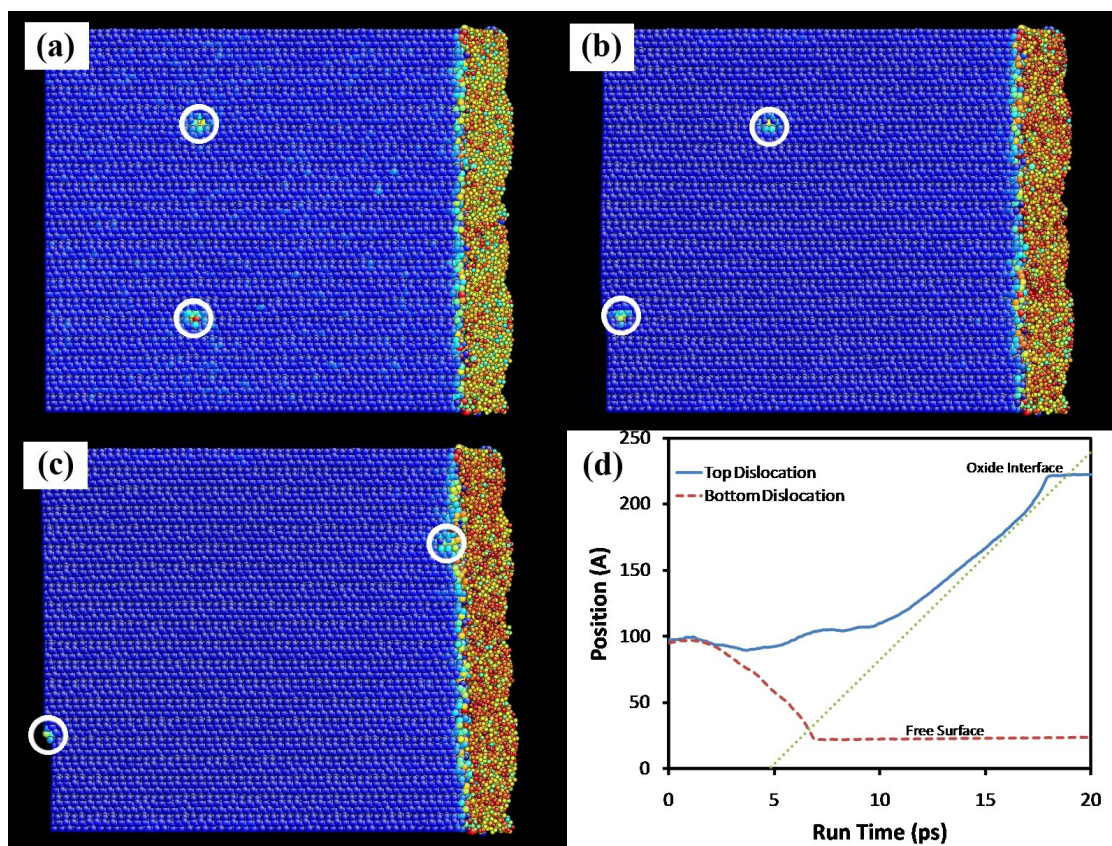 (a)
(b)
(c)
(d)
250
200
150
100
50
0
Position (A)
Top Dislocation
Bottom Dislocation
Oxide Interface
Free Surface
0
5
10
15
20
Run Time (ps)